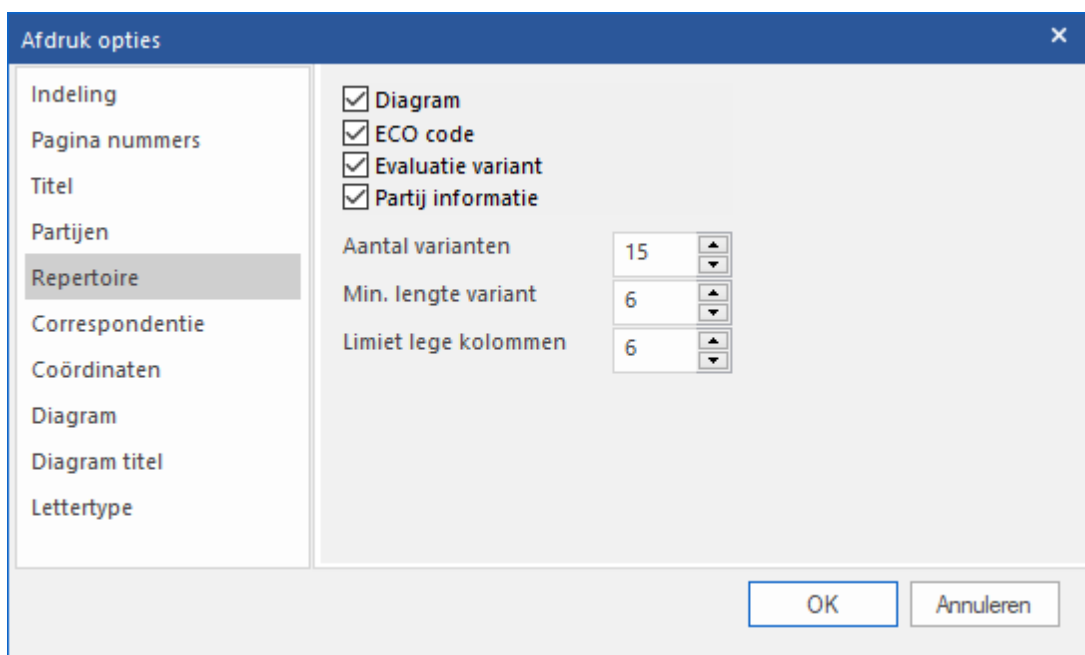 Afdruk opties
Indeling
Pagina nummers
Titel
Partijen
Repertoire
Correspondentie
Coördinaten
Diagram
Diagram titel
Lettertype
Diagram
ECO code
Evaluatie variant
Partij informatie
Aantal varianten 15
Min. lengte variant 6
Limiet lege kolommen 6
OK Annuleren